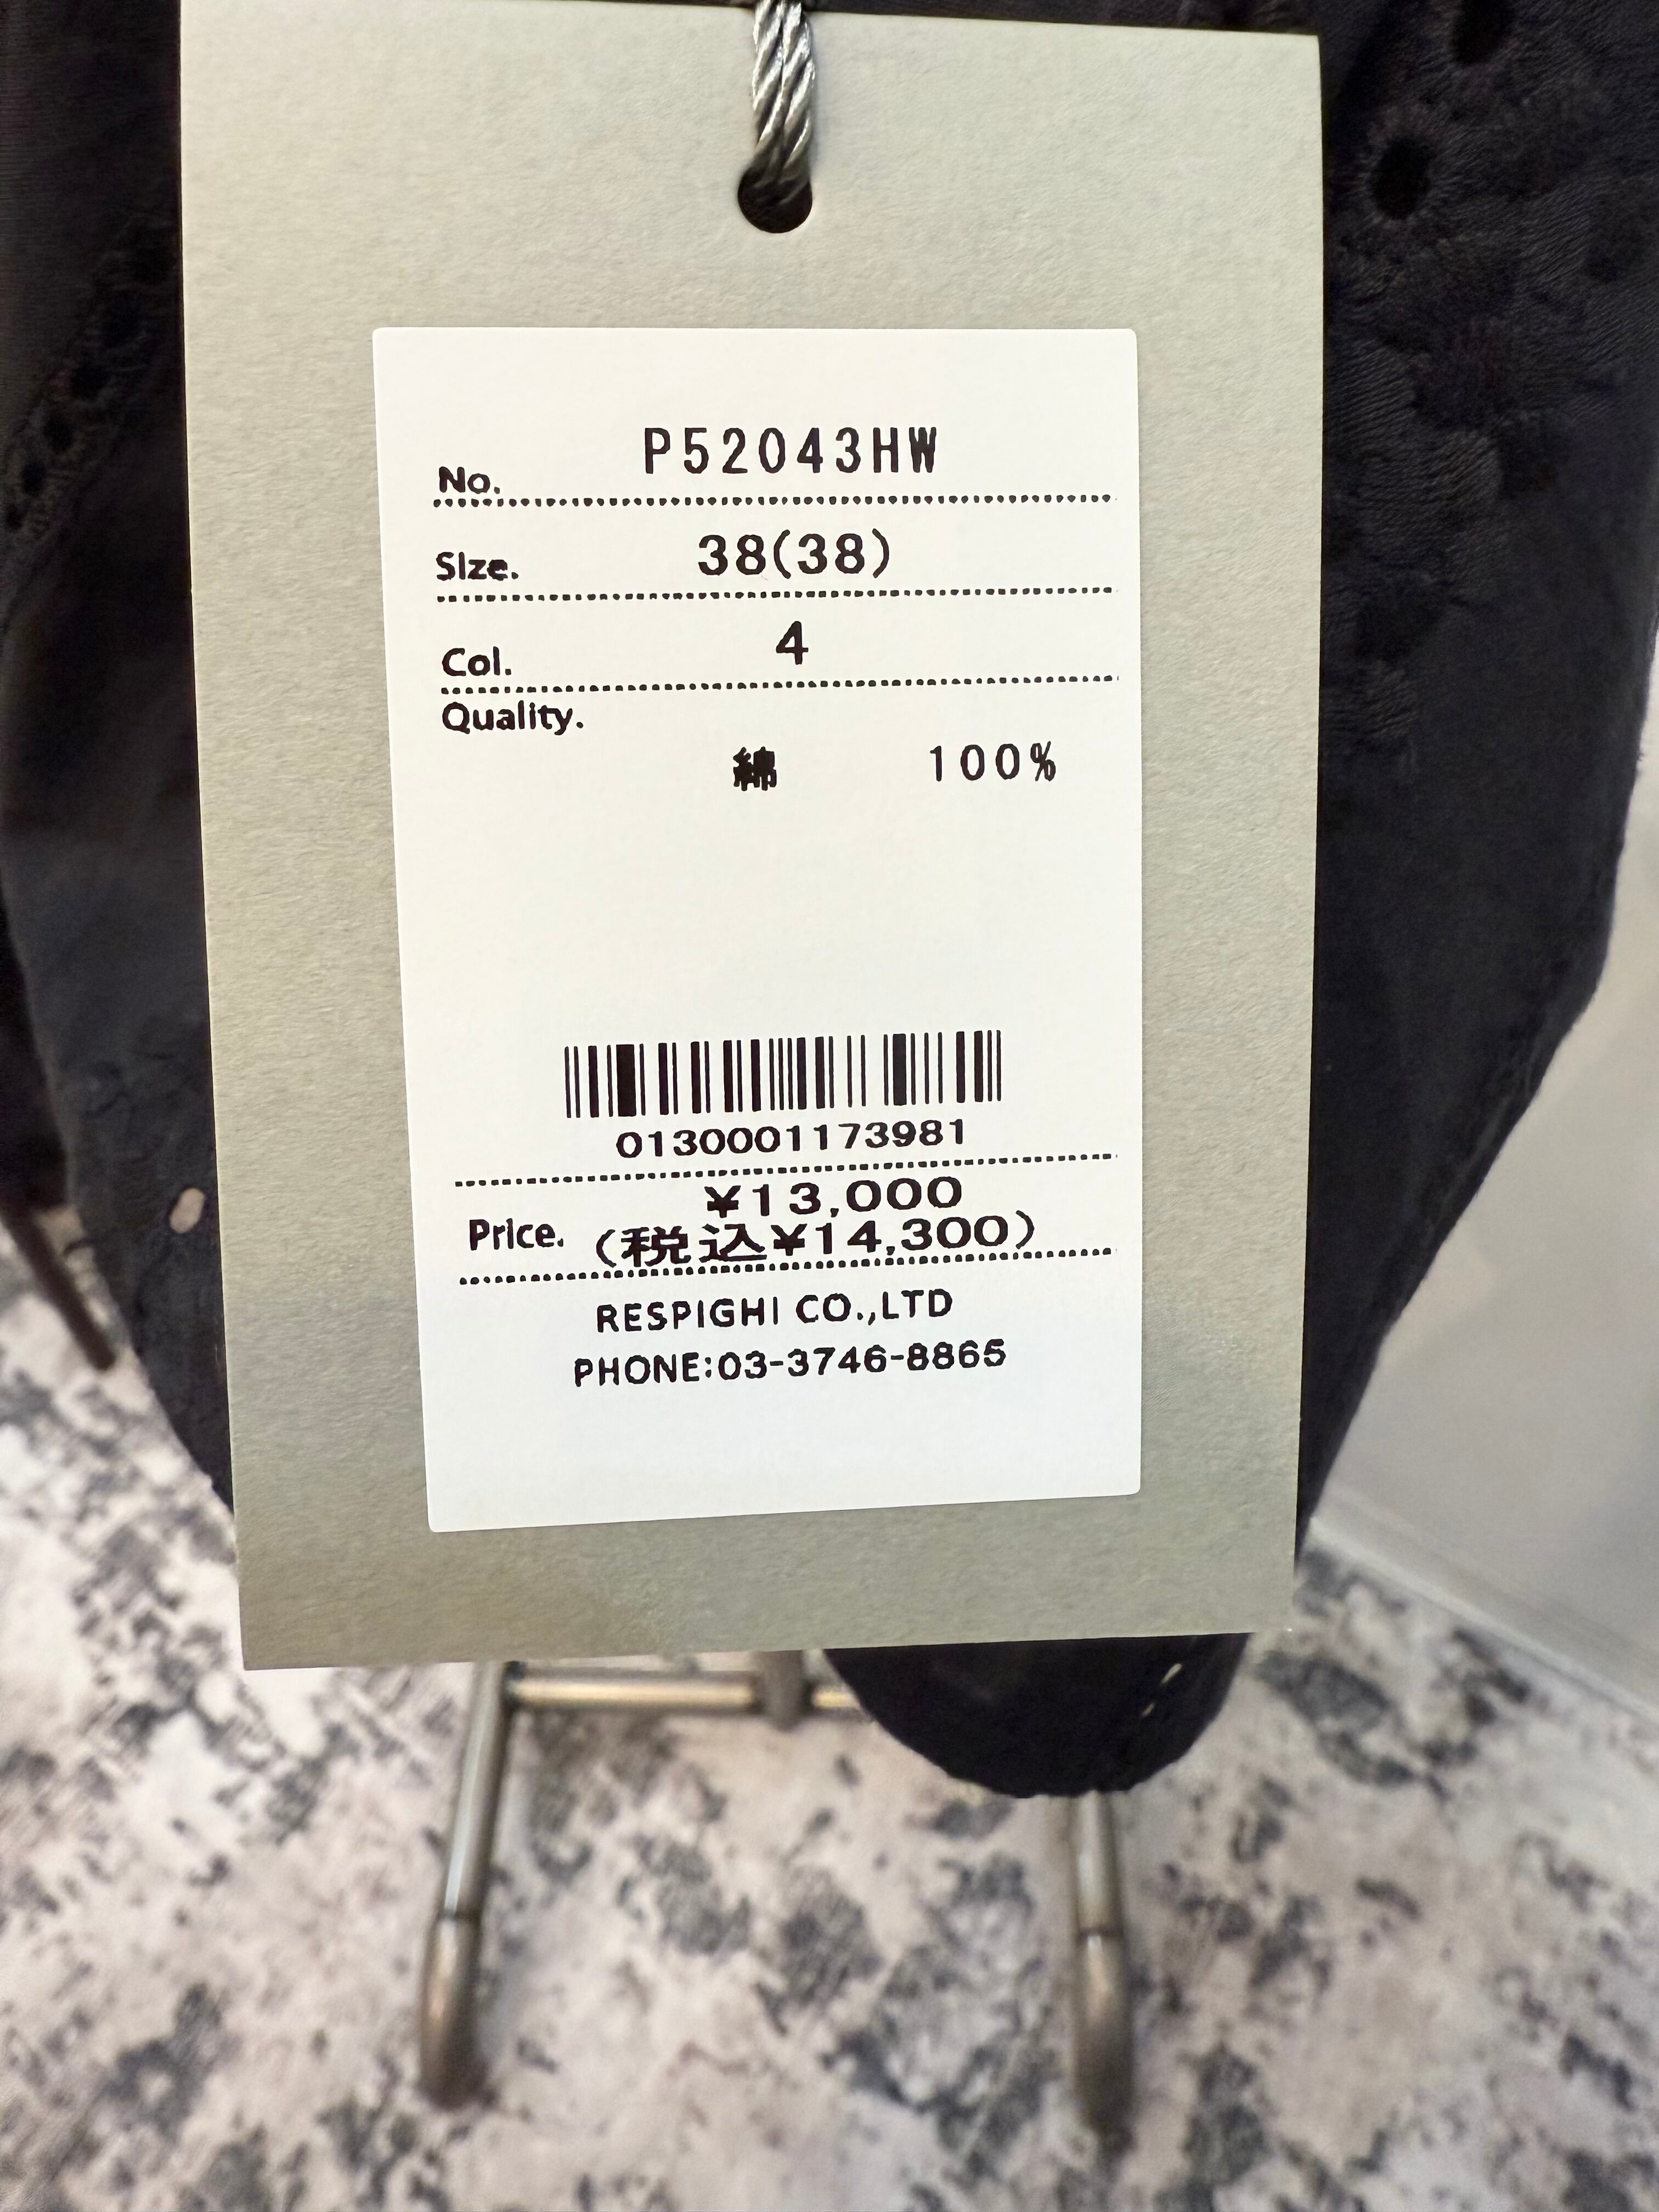 No. P52043HW
Size. 38(38)
Col. 4
Quality.
綿 100%
0130001173981
¥13,000
Price. (税込¥14,300)
RESPIGHI CO.,LTD
PHONE:03-3746-8865